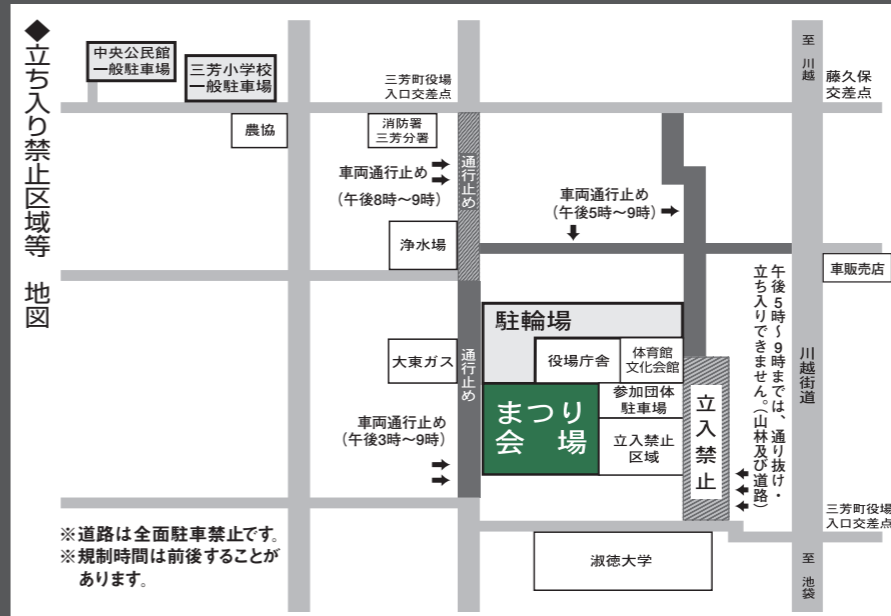 ◆立ち入り禁止区域等　地図
中央公民館
一般駐車場
三芳小学校
一般駐車場
三芳町役場
入口交差点
至　川越
藤久保
交差点
農協
消防署
三芳分署
通行止め
車両通行止め
(午後8時〜9時)
車両通行止め
(午後5時〜9時)
浄水場
車販売店
午後5時〜9時までは、通り抜け・
立ち入りできません。(山林及び道路)
川越街道
駐輪場
役場庁舎
体育館
文化会館
大東ガス
通行止め
まつり
会　場
参加団体
駐車場
立入禁止
区域
立入禁止
車両通行止め
(午後3時〜9時)
三芳町役場
入口交差点
※道路は全面駐車禁止です。
※規制時間は前後することが
あります。
淑徳大学
至　池袋